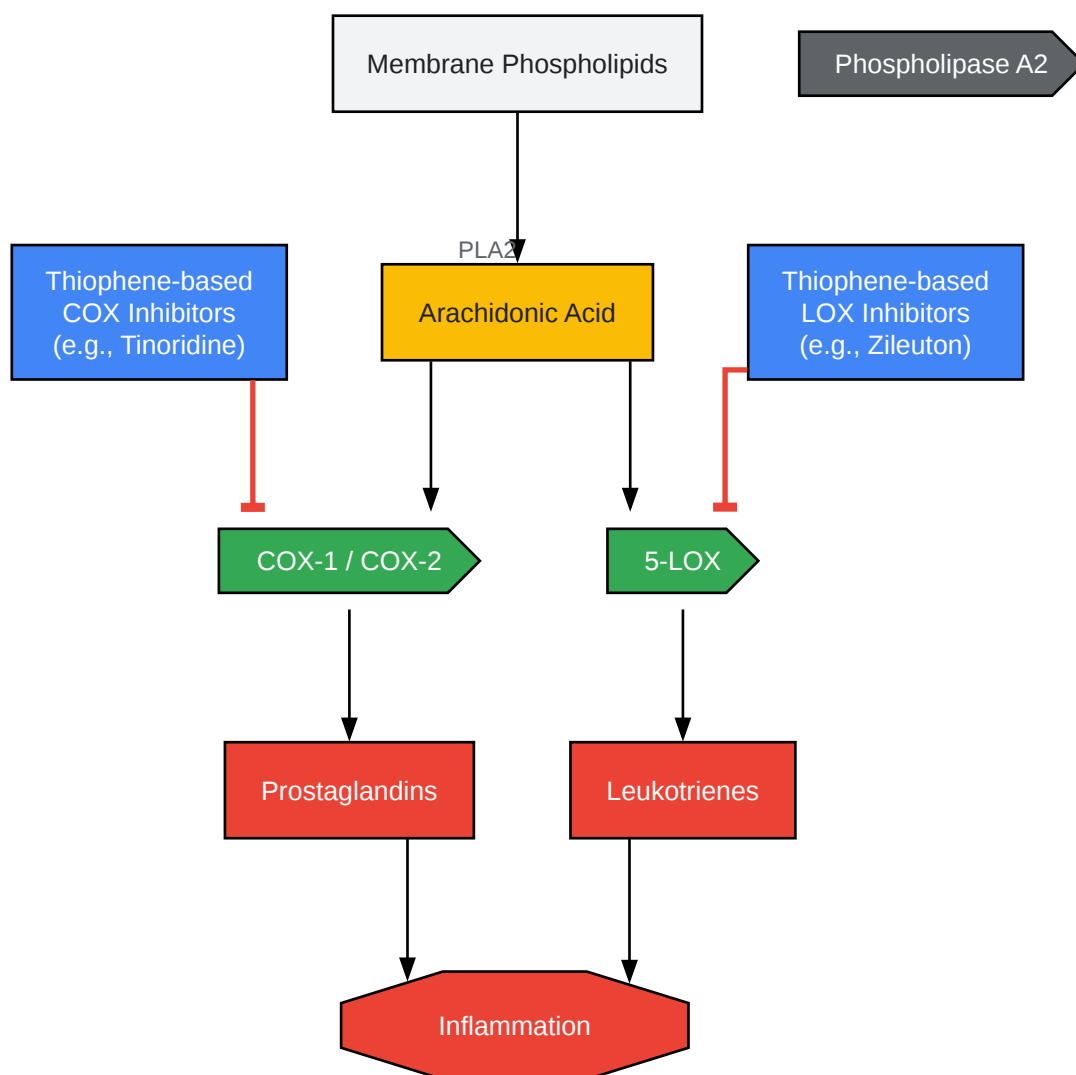 Membrane Phospholipids
Phospholipase A2
PLA2
Thiophene-based
COX Inhibitors
(e.g., Tinoridine)
Arachidonic Acid
Thiophene-based
LOX Inhibitors
(e.g., Zileuton)
COX-1 / COX-2
5-LOX
Prostaglandins
Leukotrienes
Inflammation